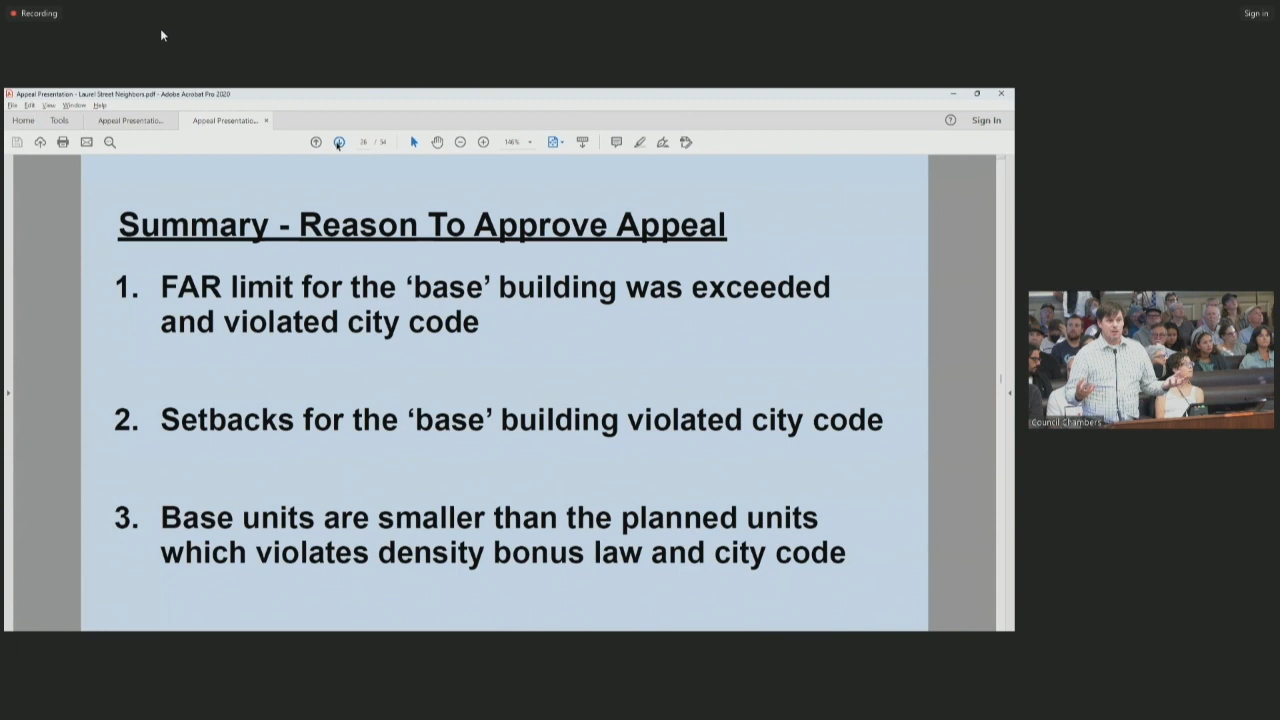 Recording
Sign in
Appeal Presentation - Laurel Street Neighbors.pdf - Adobe Acrobat Pro 2020
File Edit View Window Help
Home Tools Appeal Presentatio... Appeal Presentatio... × Sign In
26 / 54 146%
Summary - Reason To Approve Appeal
1. FAR limit for the ‘base’ building was exceeded
and violated city code
2. Setbacks for the ‘base’ building violated city code
3. Base units are smaller than the planned units
which violates density bonus law and city code
Council Chambers